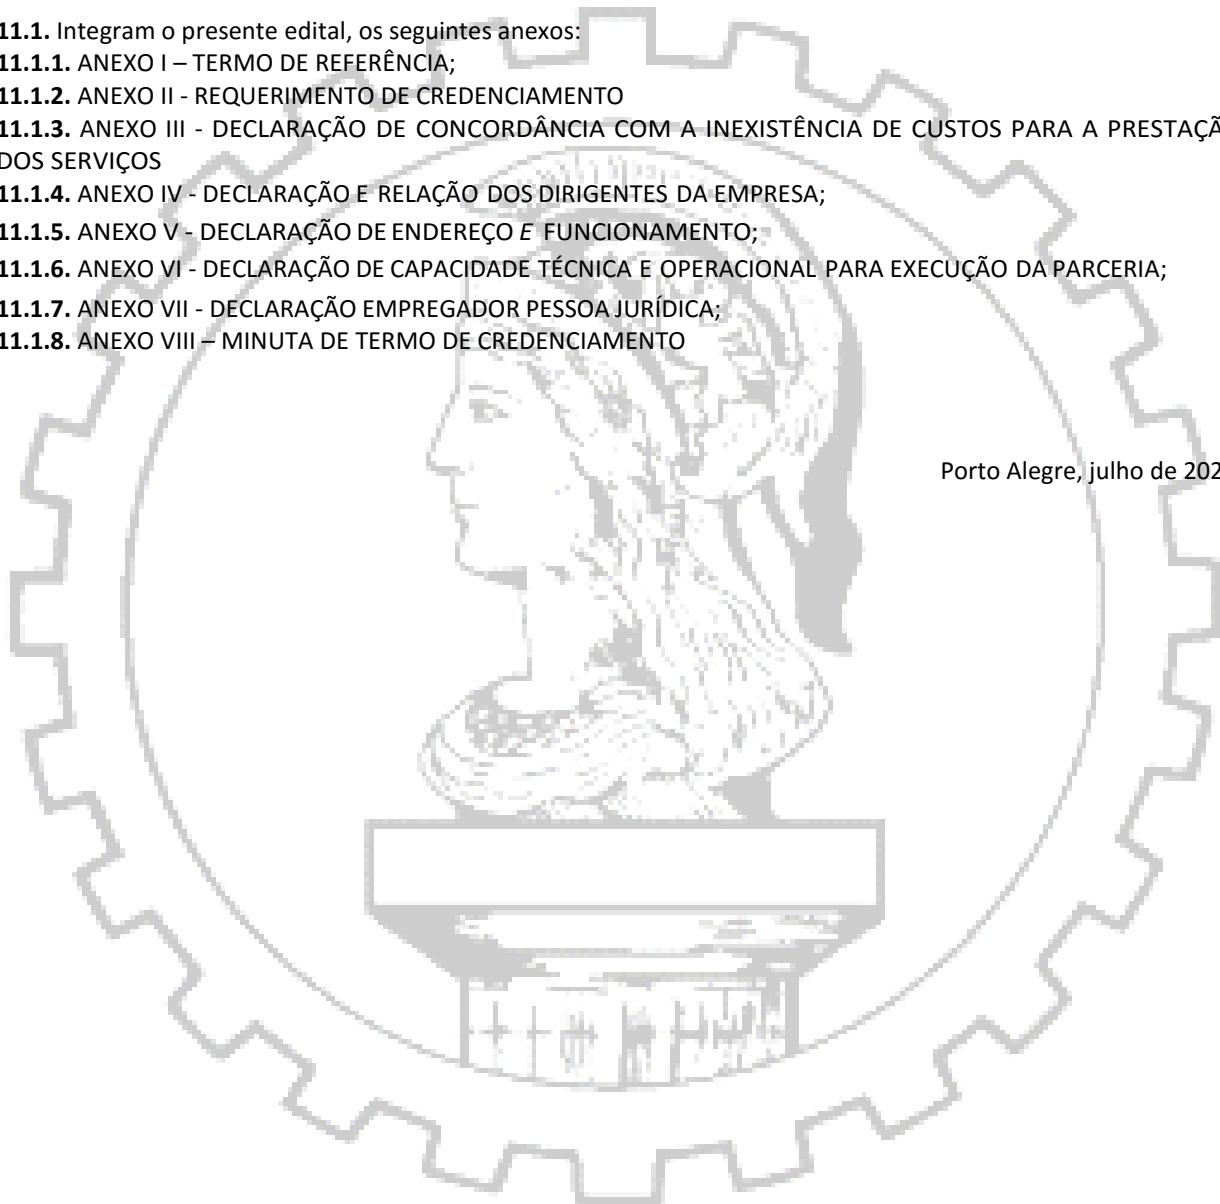 11.1. Integram o presente edital, os seguintes anexos:
11.1.1. ANEXO I – TERMO DE REFERÊNCIA;
11.1.2. ANEXO II - REQUERIMENTO DE CREDENCIAMENTO
11.1.3. ANEXO III - DECLARAÇÃO DE CONCORDÂNCIA COM A INEXISTÊNCIA DE CUSTOS PARA A PRESTAÇÃ
DOS SERVIÇOS
11.1.4. ANEXO IV - DECLARAÇÃO E RELAÇÃO DOS DIRIGENTES DA EMPRESA;
11.1.5. ANEXO V - DECLARAÇÃO DE ENDEREÇO E FUNCIONAMENTO;
11.1.6. ANEXO VI - DECLARAÇÃO DE CAPACIDADE TÉCNICA E OPERACIONAL PARA EXECUÇÃO DA PARCERIA;
11.1.7. ANEXO VII - DECLARAÇÃO EMPREGADOR PESSOA JURÍDICA;
11.1.8. ANEXO VIII – MINUTA DE TERMO DE CREDENCIAMENTO
Porto Alegre, julho de 202